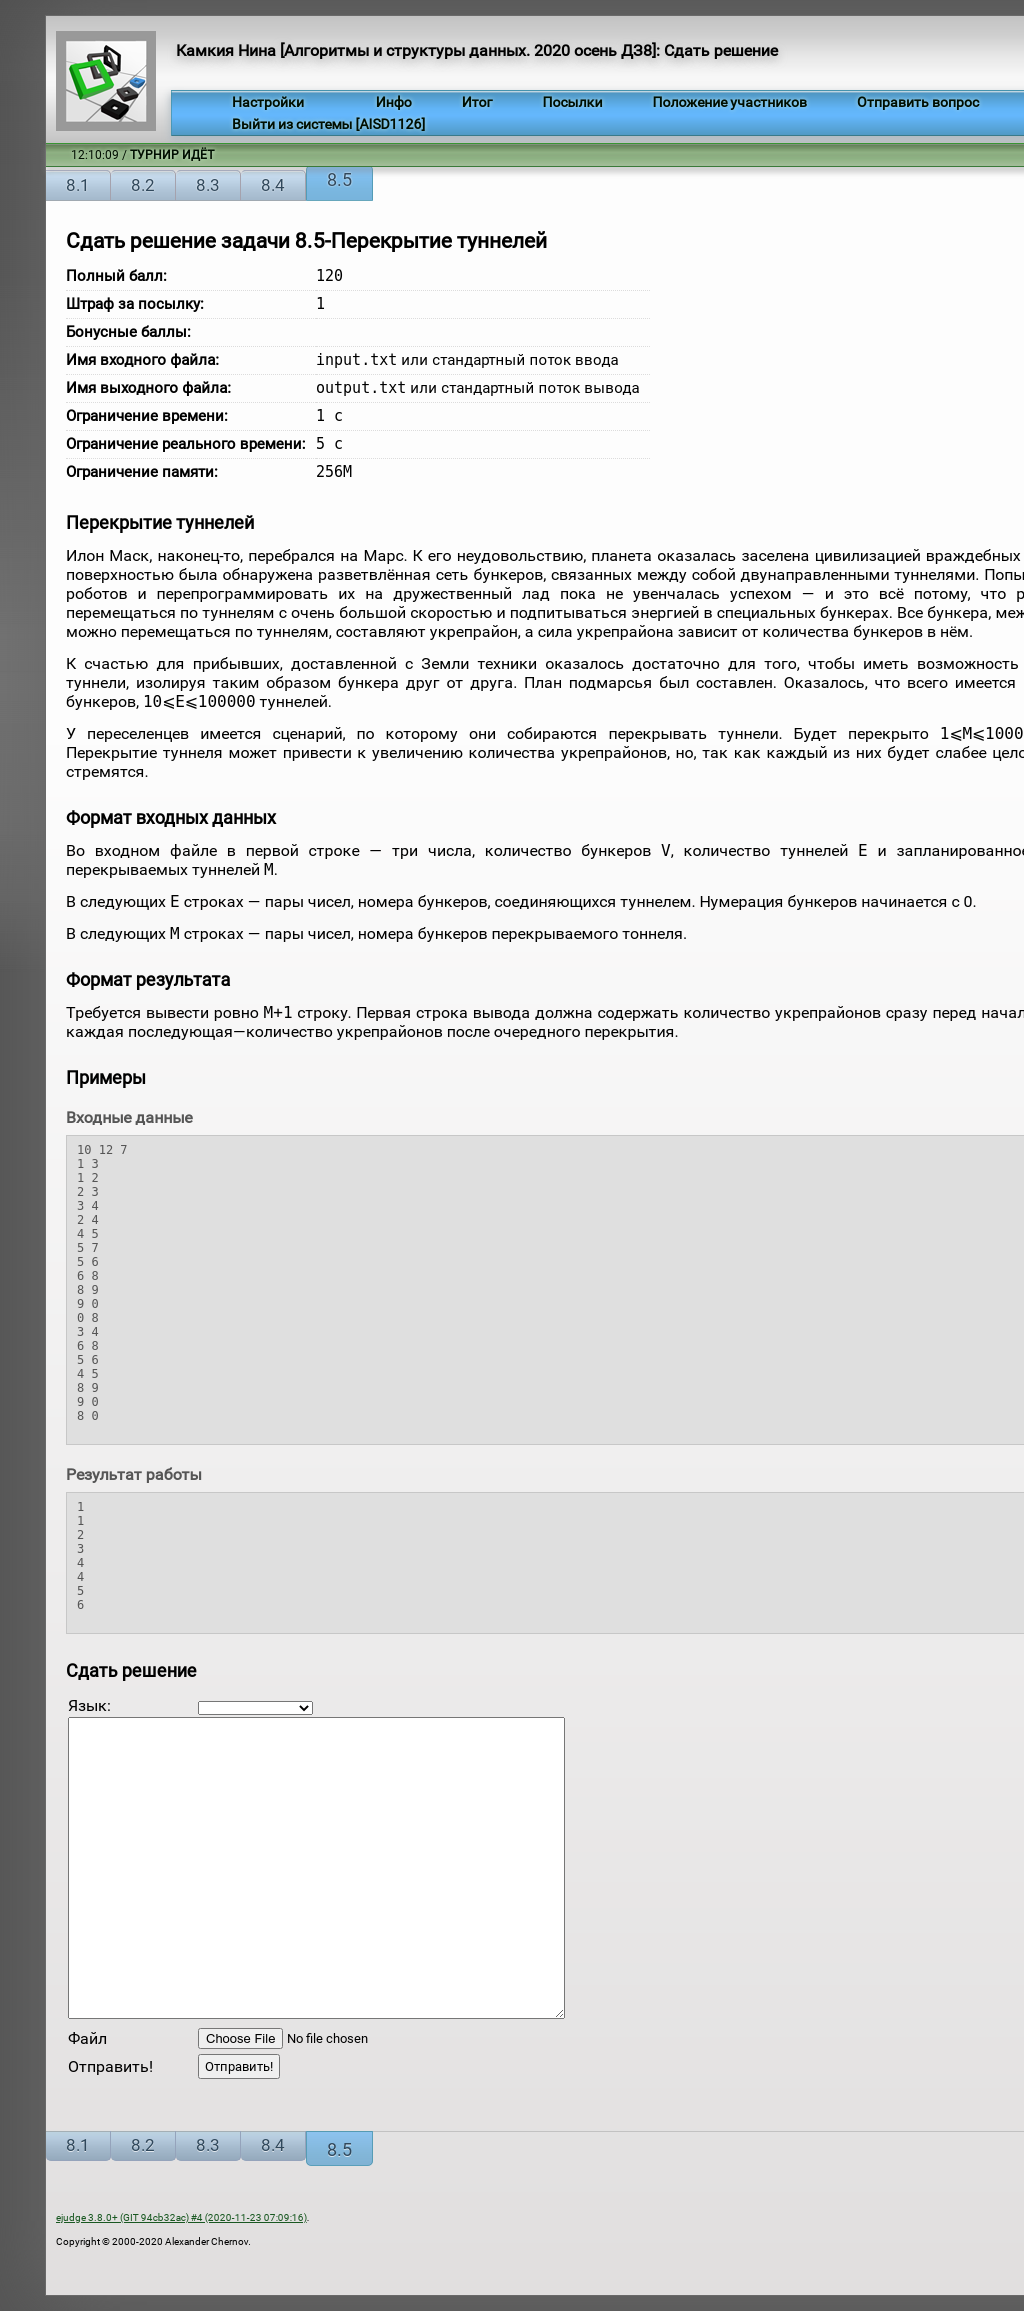 Камкия Нина [Алгоритмы и структуры данных. 2020 осень ДЗ8]: Сдать решение
Настройки Инфо Итог Посылки Положение участников Отправить вопрос
Выйти из системы [AISD1126]
12:10:09 / ТУРНИР ИДЁТ
8.1 8.2 8.3 8.4 8.5
Сдать решение задачи 8.5-Перекрытие туннелей
Полный балл: 120
Штраф за посылку: 1
Бонусные баллы:
Имя входного файла: input.txt или стандартный поток ввода
Имя выходного файла: output.txt или стандартный поток вывода
Ограничение времени: 1 с
Ограничение реального времени: 5 с
Ограничение памяти: 256M
Перекрытие туннелей
Илон Маск, наконец-то, перебрался на Марс. К его неудовольствию, планета оказалась заселена цивилизацией враждебных
поверхностью была обнаружена разветвлённая сеть бункеров, связанных между собой двунаправленными туннелями. Попы
роботов и перепрограммировать их на дружественный лад пока не увенчалась успехом — и это всё потому, что р
перемещаться по туннелям с очень большой скоростью и подпитываться энергией в специальных бункерах. Все бункера, меж
можно перемещаться по туннелям, составляют укрепрайон, а сила укрепрайона зависит от количества бункеров в нём.
К счастью для прибывших, доставленной с Земли техники оказалось достаточно для того, чтобы иметь возможность
туннели, изолируя таким образом бункера друг от друга. План подмарсья был составлен. Оказалось, что всего имеется
бункеров, 10⩽E⩽100000 туннелей.
У переселенцев имеется сценарий, по которому они собираются перекрывать туннели. Будет перекрыто 1⩽M⩽1000
Перекрытие туннеля может привести к увеличению количества укрепрайонов, но, так как каждый из них будет слабее цело
стремятся.
Формат входных данных
Во входном файле в первой строке — три числа, количество бункеров V, количество туннелей E и запланированное
перекрываемых туннелей M.
В следующих E строках — пары чисел, номера бункеров, соединяющихся туннелем. Нумерация бункеров начинается с 0.
В следующих M строках — пары чисел, номера бункеров перекрываемого тоннеля.
Формат результата
Требуется вывести ровно M+1 строку. Первая строка вывода должна содержать количество укрепрайонов сразу перед начал
каждая последующая—количество укрепрайонов после очередного перекрытия.
Примеры
Входные данные
10 12 7
1 3
1 2
2 3
3 4
2 4
4 5
5 7
5 6
6 8
8 9
9 0
0 8
3 4
6 8
5 6
4 5
8 9
9 0
8 0
Результат работы
1
1
2
3
4
4
5
6
Сдать решение
Язык:
Файл Choose File No file chosen
Отправить! Отправить!
8.1 8.2 8.3 8.4 8.5
ejudge 3.8.0+ (GIT 94cb32ac) #4 (2020-11-23 07:09:16).
Copyright © 2000-2020 Alexander Chernov.